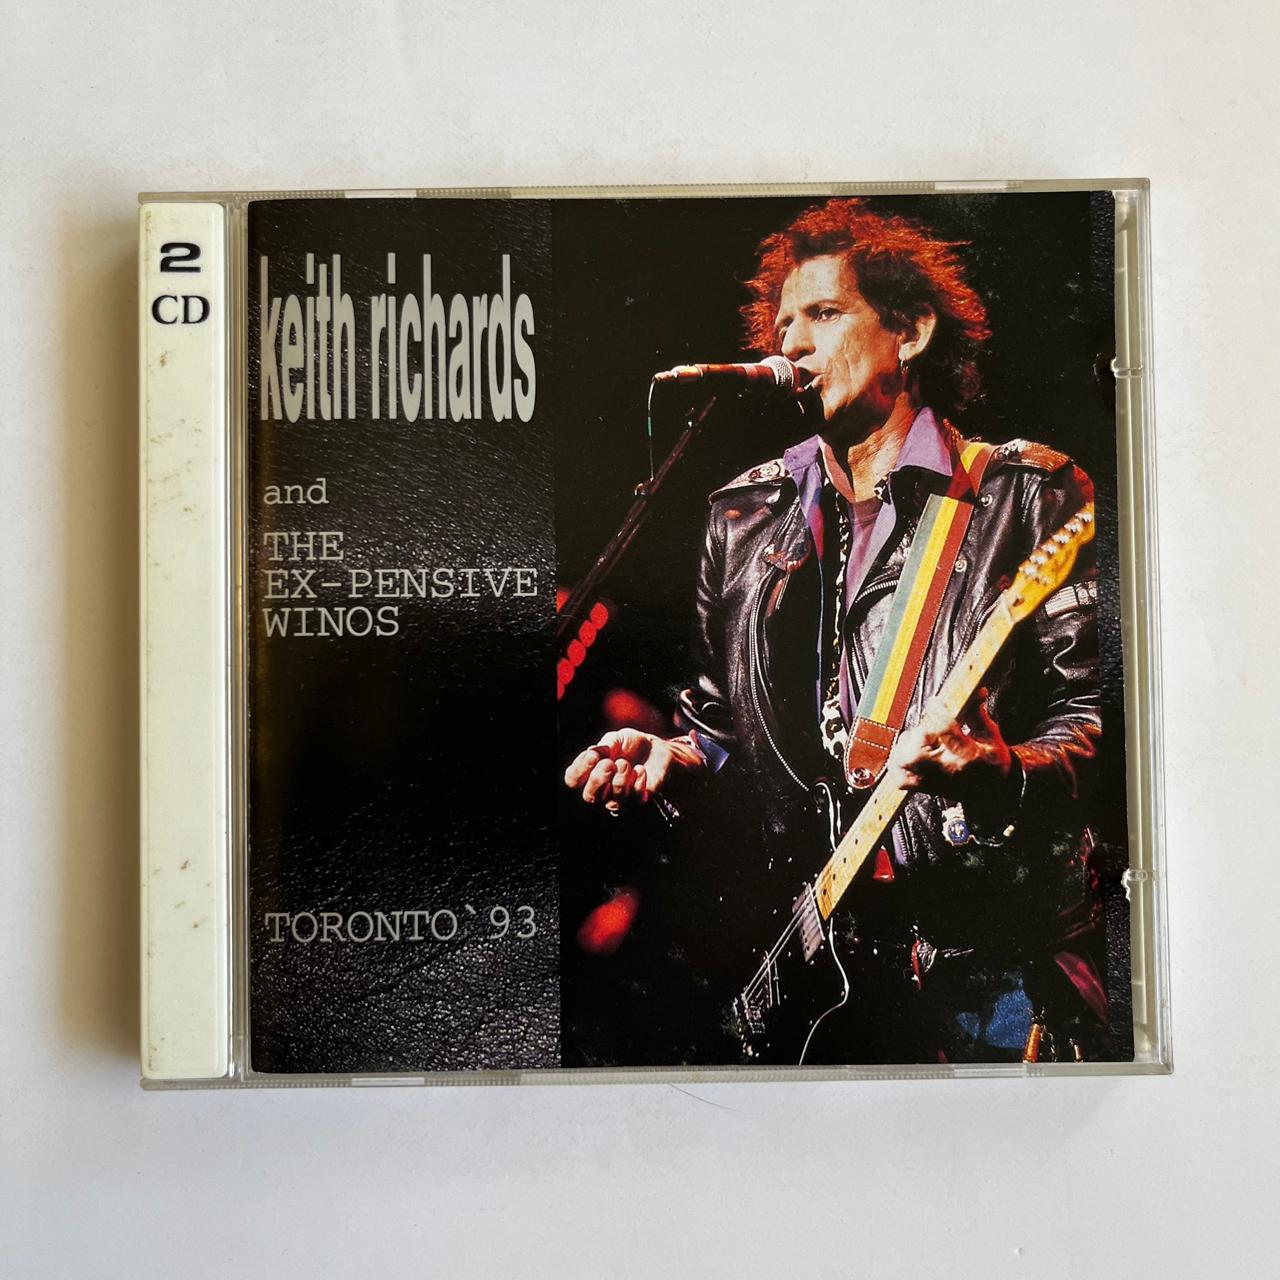 2
CD
keith richards
and
THE
EX-PENSIVE
WINOS
TORONTO`93